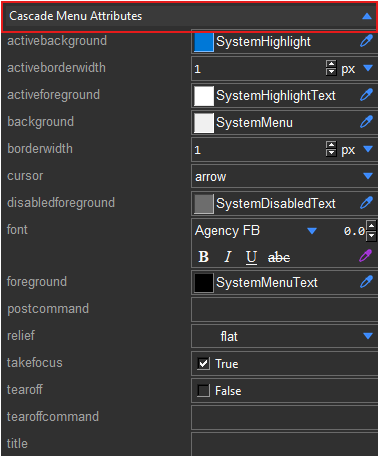 Cascade Menu Attributes
activebackground SystemHighlight
activeborderwidth 1 px
activeforeground SystemHighlightText
background SystemMenu
borderwidth 1 px
cursor arrow
disabledforeground SystemDisabledText
font Agency FB 0.0
B I U abc
foreground SystemMenuText
postcommand
relief flat
takefocus True
tearoff False
tearoffcommand
title